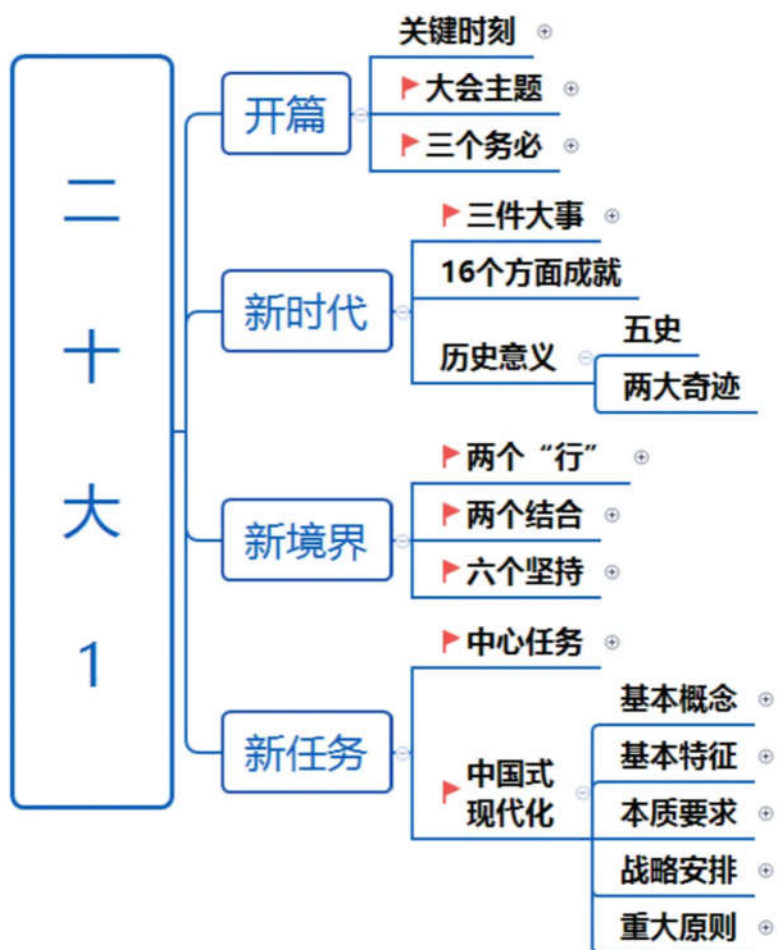 二十大1
开篇
关键时刻
大会主题
三个务必
新时代
三件大事
16个方面成就
历史意义
五史
两大奇迹
新境界
两个“行”
两个结合
六个坚持
新任务
中心任务
中国式
现代化
基本概念
基本特征
本质要求
战略安排
重大原则